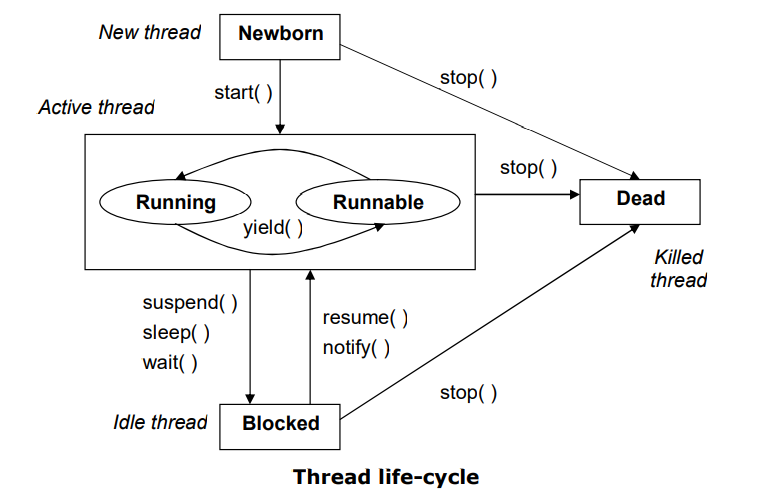 New thread
Newborn
stop( )
start( )
Active thread
stop( )
Running
Runnable
Dead
yield( )
Killed
thread
suspend( )
sleep( )
wait( )
resume( )
notify( )
stop( )
Idle thread
Blocked
Thread life-cycle